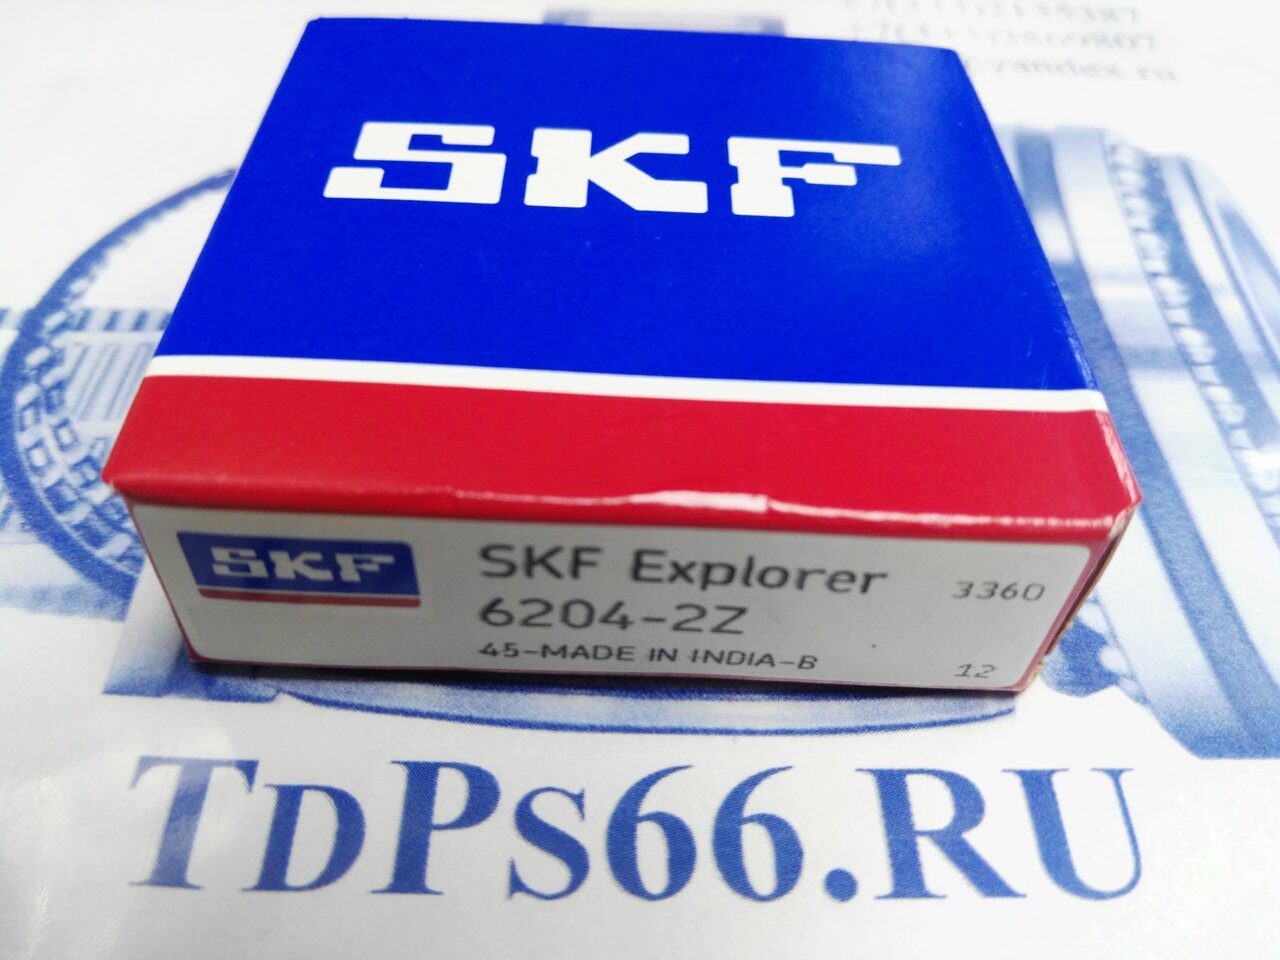 SKF
SKF
SKF Explorer
3360
6204-2Z
45-MADE IN INDIA-B
12
TDPS66.RU